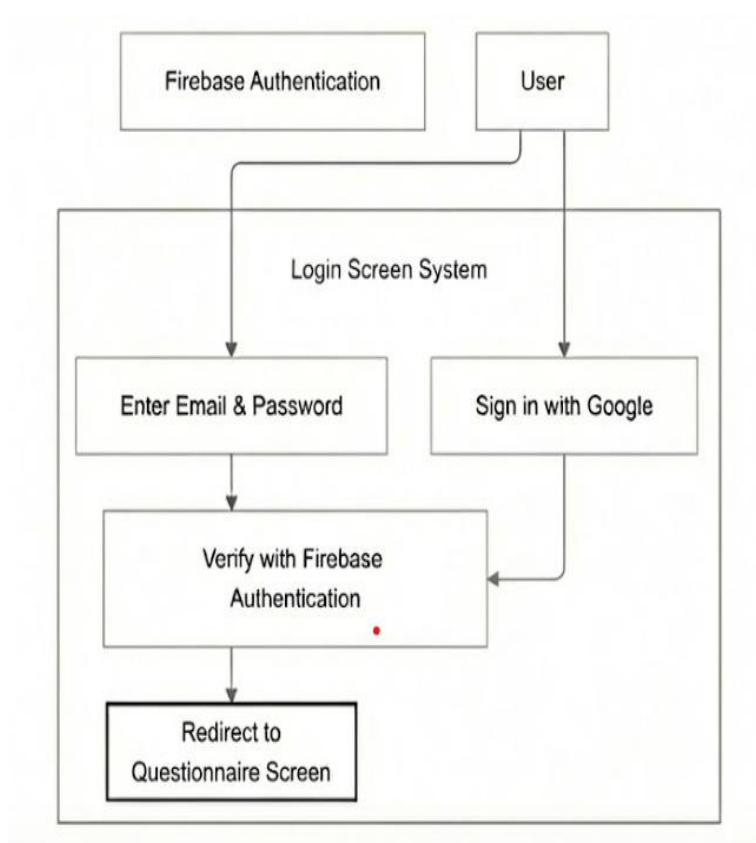 Firebase Authentication
User
Login Screen System
Enter Email & Password
Sign in with Google
Verify with Firebase
Authentication
Redirect to
Questionnaire Screen